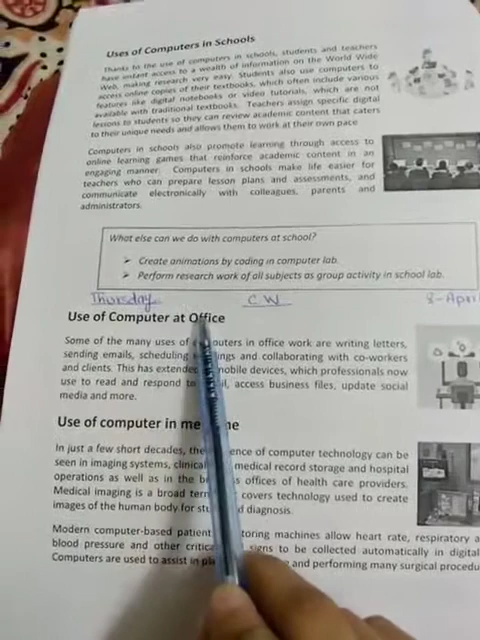 Uses of Computers in Schools
Thanks to the use of computers in schools, students and teachers
have instant access to a wealth of information on the World Wide
Web, making research very easy. Students also use computers to
access online copies of their textbooks, which often include various
features like digital notebooks or video tutorials, which are not
available with traditional textbooks. Teachers assign specific digital
lessons to students so they can review academic content that caters
to their unique needs and allows them to work at their own pace
Computers in schools also promote learning through access to
online learning games that reinforce academic content in an
engaging manner. Computers in schools make life easier for
teachers who can prepare lesson plans and assessments, and
communicate electronically with colleagues, parents and
administrators.
What else can we do with computers at school?
➢ Create animations by coding in computer lab.
➢ Perform research work of all subjects as group activity in school lab.
Thursday C W 8-April
Use of Computer at Office
Some of the many uses of computers in office work are writing letters,
sending emails, scheduling ings and collaborating with co-workers
and clients. This has extended mobile devices, which professionals now
use to read and respond to l, access business files, update social
media and more.
Use of computer in me ne
In just a few short decades, the ence of computer technology can be
seen in imaging systems, clinical medical record storage and hospital
operations as well as in the b s offices of health care providers.
Medical imaging is a broad term covers technology used to create
images of the human body for stu d diagnosis.
Modern computer-based patient toring machines allow heart rate, respiratory a
blood pressure and other critica signs to be collected automatically in digital
Computers are used to assist in pla and performing many surgical procedu